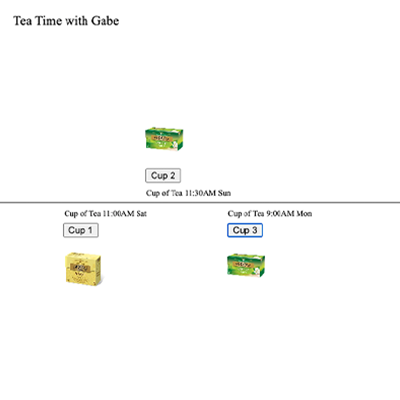 Tea Time with Gabe
Cup 2
Cup of Tea 11:30AM Sun
Cup of Tea 11:00AM Sat
Cup of Tea 9:00AM Mon
Cup 1
Cup 3